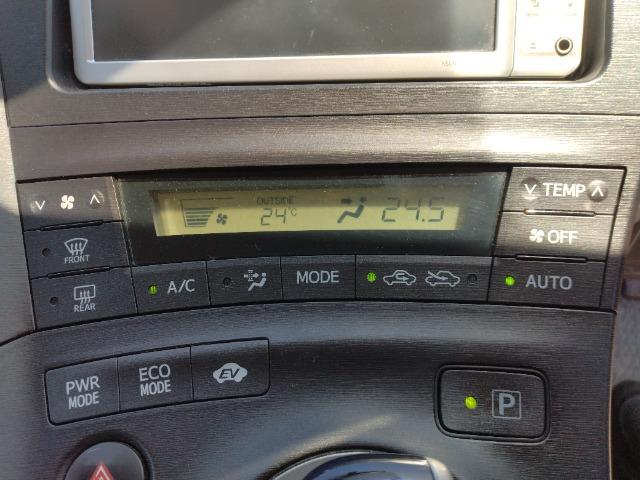 OUTSIDE
24°C
24.5
TEMP
OFF
FRONT
REAR
A/C
MODE
AUTO
PWR
MODE
ECO
MODE
EV
P